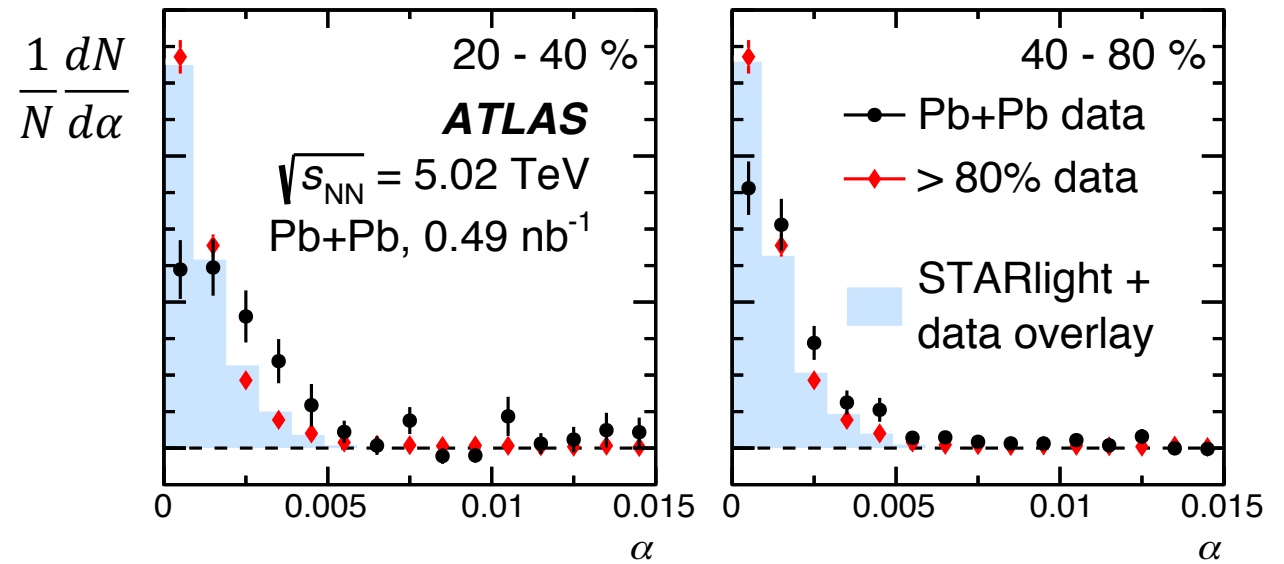 1/N dN/dα
20 - 40 %
ATLAS
√sNN = 5.02 TeV
Pb+Pb, 0.49 nb-1
0 0.005 0.01 0.015
α
40 - 80 %
Pb+Pb data
> 80% data
STARlight +
data overlay
0 0.005 0.01 0.015
α